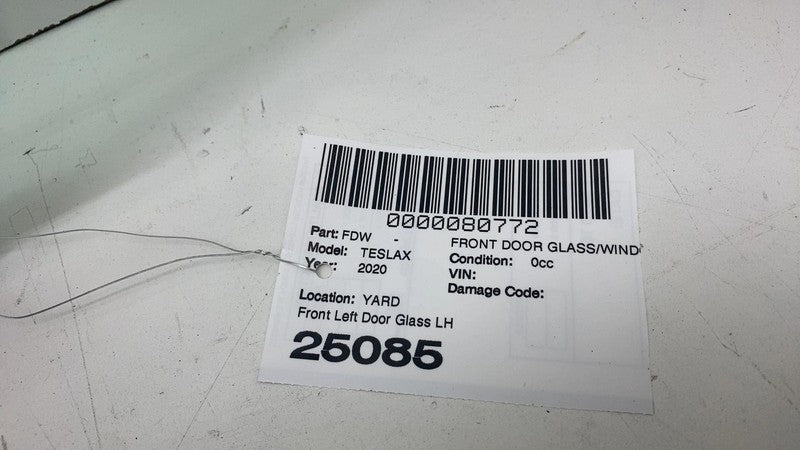 0000080772
Part: FDW - FRONT DOOR GLASS/WIND
Model: TESLAX Condition: 0cc
Year: 2020 VIN:
Damage Code:
Location: YARD
Front Left Door Glass LH
25085